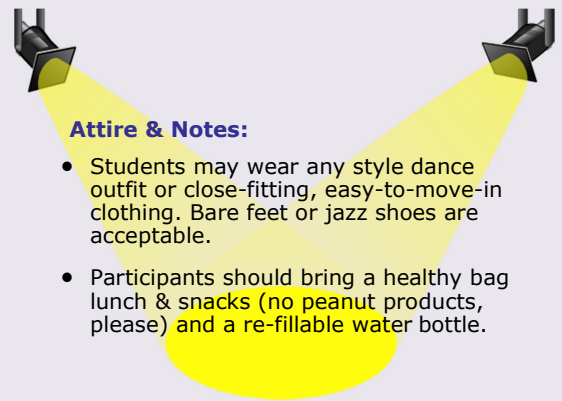 Attire & Notes:
• Students may wear any style dance
outfit or close-fitting, easy-to-move-in
clothing. Bare feet or jazz shoes are
acceptable.
• Participants should bring a healthy bag
lunch & snacks (no peanut products,
please) and a re-fillable water bottle.